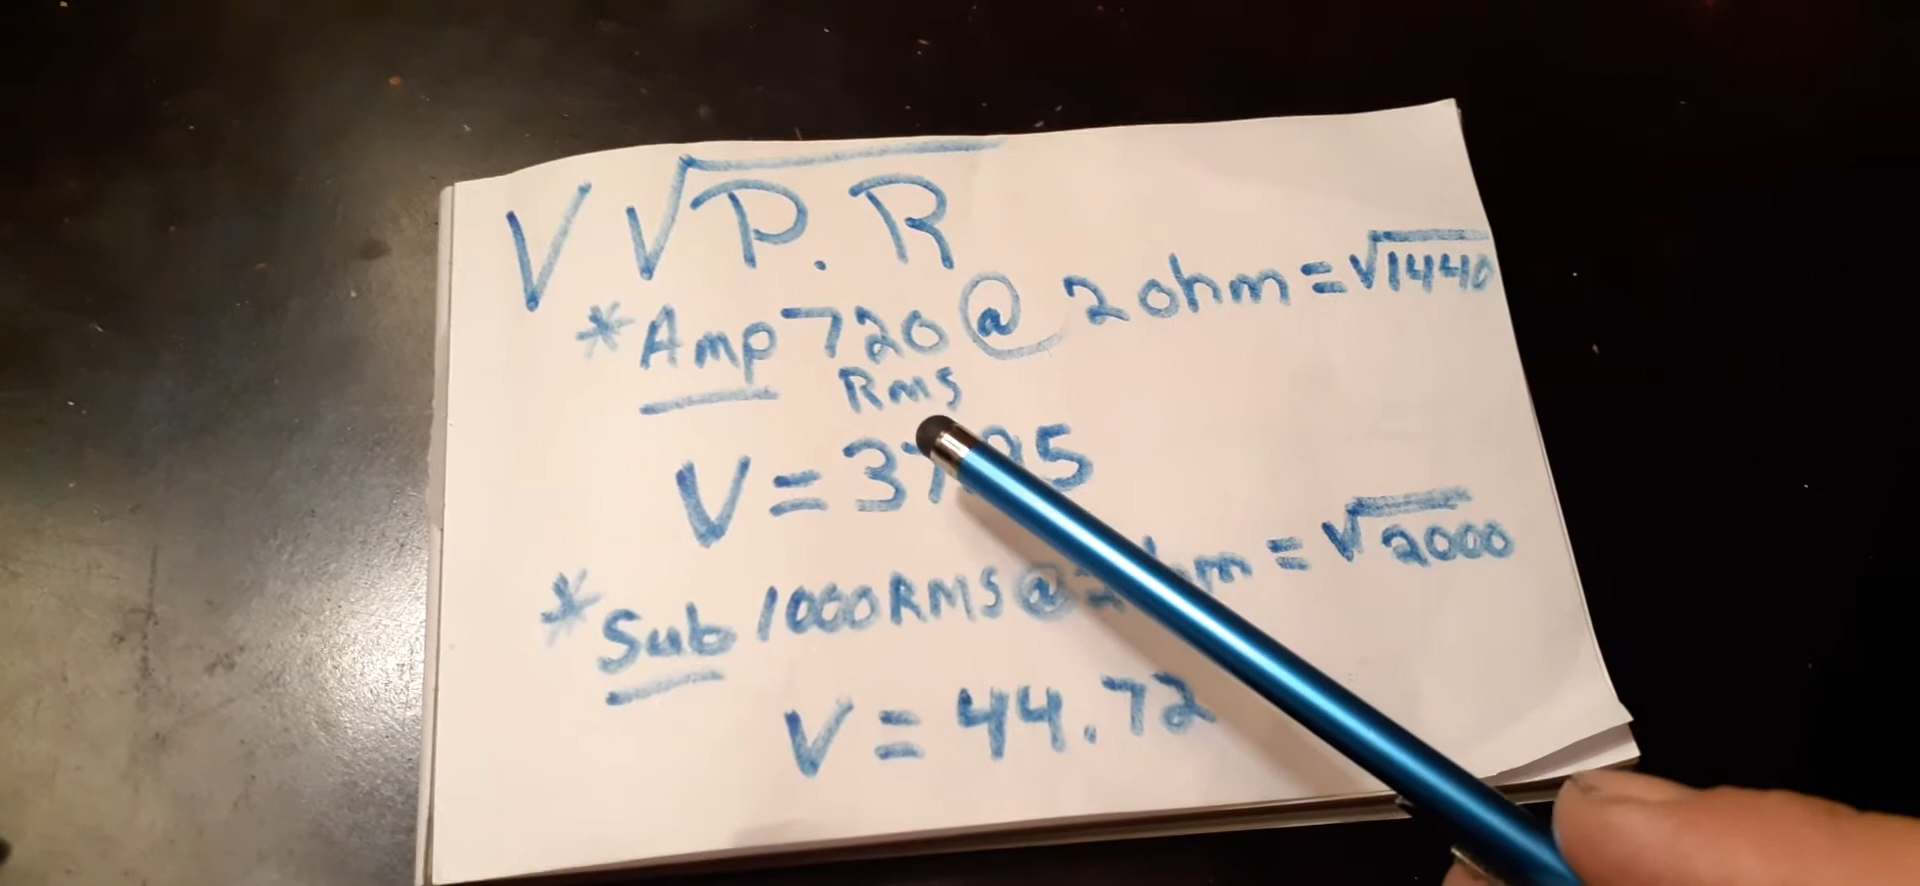 V √P.R
*Amp 720 @ 2 ohm = √1440
Rms
V =
*Sub 1000 RMS @ = √2000
V = 44.72